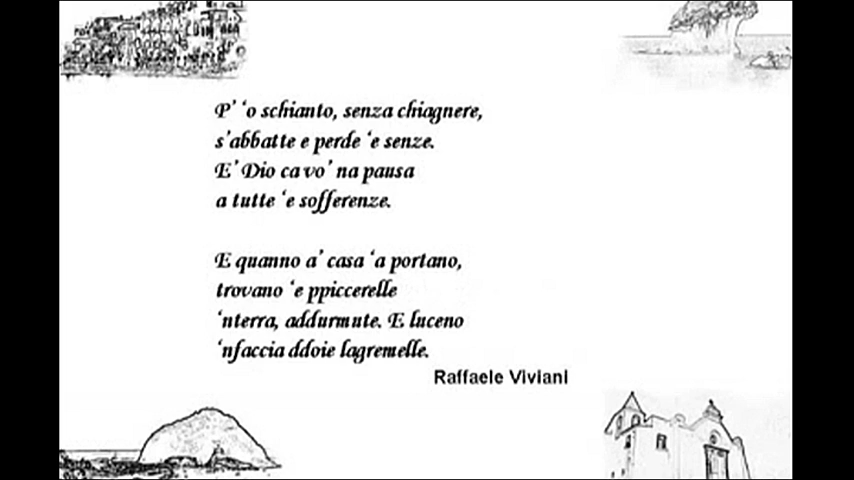 P' 'o schianto, senza chiagnere,
s'abbatte e perde 'e senze.
E' Dio ca vo' na pausa
a tutte 'e sofferenze.
E quanno a' casa 'a portano,
trovano 'e ppiccerelle
'nterra, addurmute. E luceno
'nfaccia ddoie lagremelle.
Raffaele Viviani